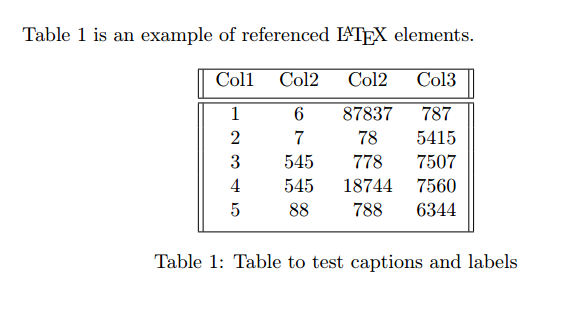 Table 1 is an example of referenced LATEX elements.
Col1 Col2 Col2 Col3
1 6 87837 787
2 7 78 5415
3 545 778 7507
4 545 18744 7560
5 88 788 6344
Table 1: Table to test captions and labels